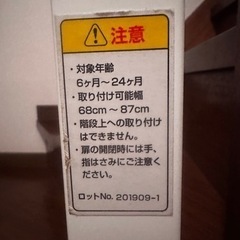 注意
・対象年齢
6ヶ月~24ヶ月
・取り付け可能幅
68cm~87cm
・階段上への取り付け
はできません。
・扉の開閉時には手、
指はさみにご注意く
ださい。
ロットNo. 201909-1